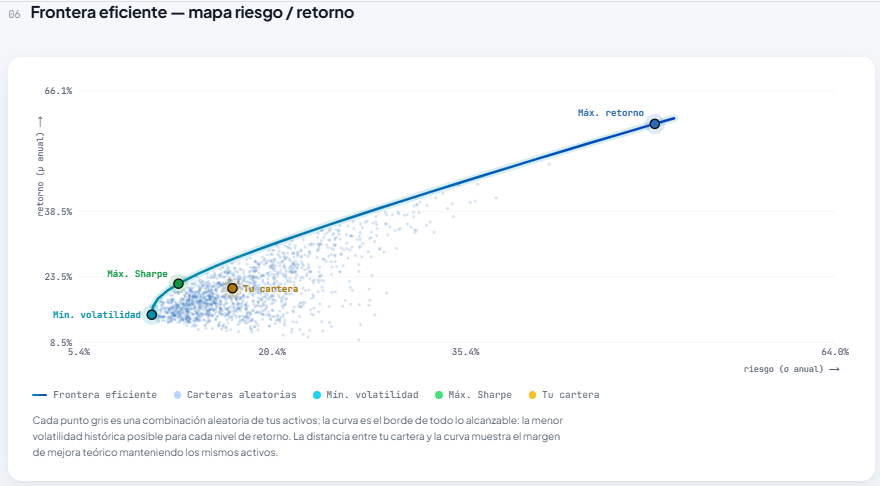 06 Frontera eficiente — mapa riesgo / retorno
66.1%
Máx. retorno
retorno (μ anual) →
38.5%
Máx. Sharpe
23.5%
Tu cartera
Mín. volatilidad
8.5%
5.4% 20.4% 35.4% 64.0%
riesgo (σ anual) →
Frontera eficiente Carteras aleatorias Mín. volatilidad Máx. Sharpe Tu cartera
Cada punto gris es una combinación aleatoria de tus activos; la curva es el borde de todo lo alcanzable: la menor
volatilidad histórica posible para cada nivel de retorno. La distancia entre tu cartera y la curva muestra el margen
de mejora teórico manteniendo los mismos activos.